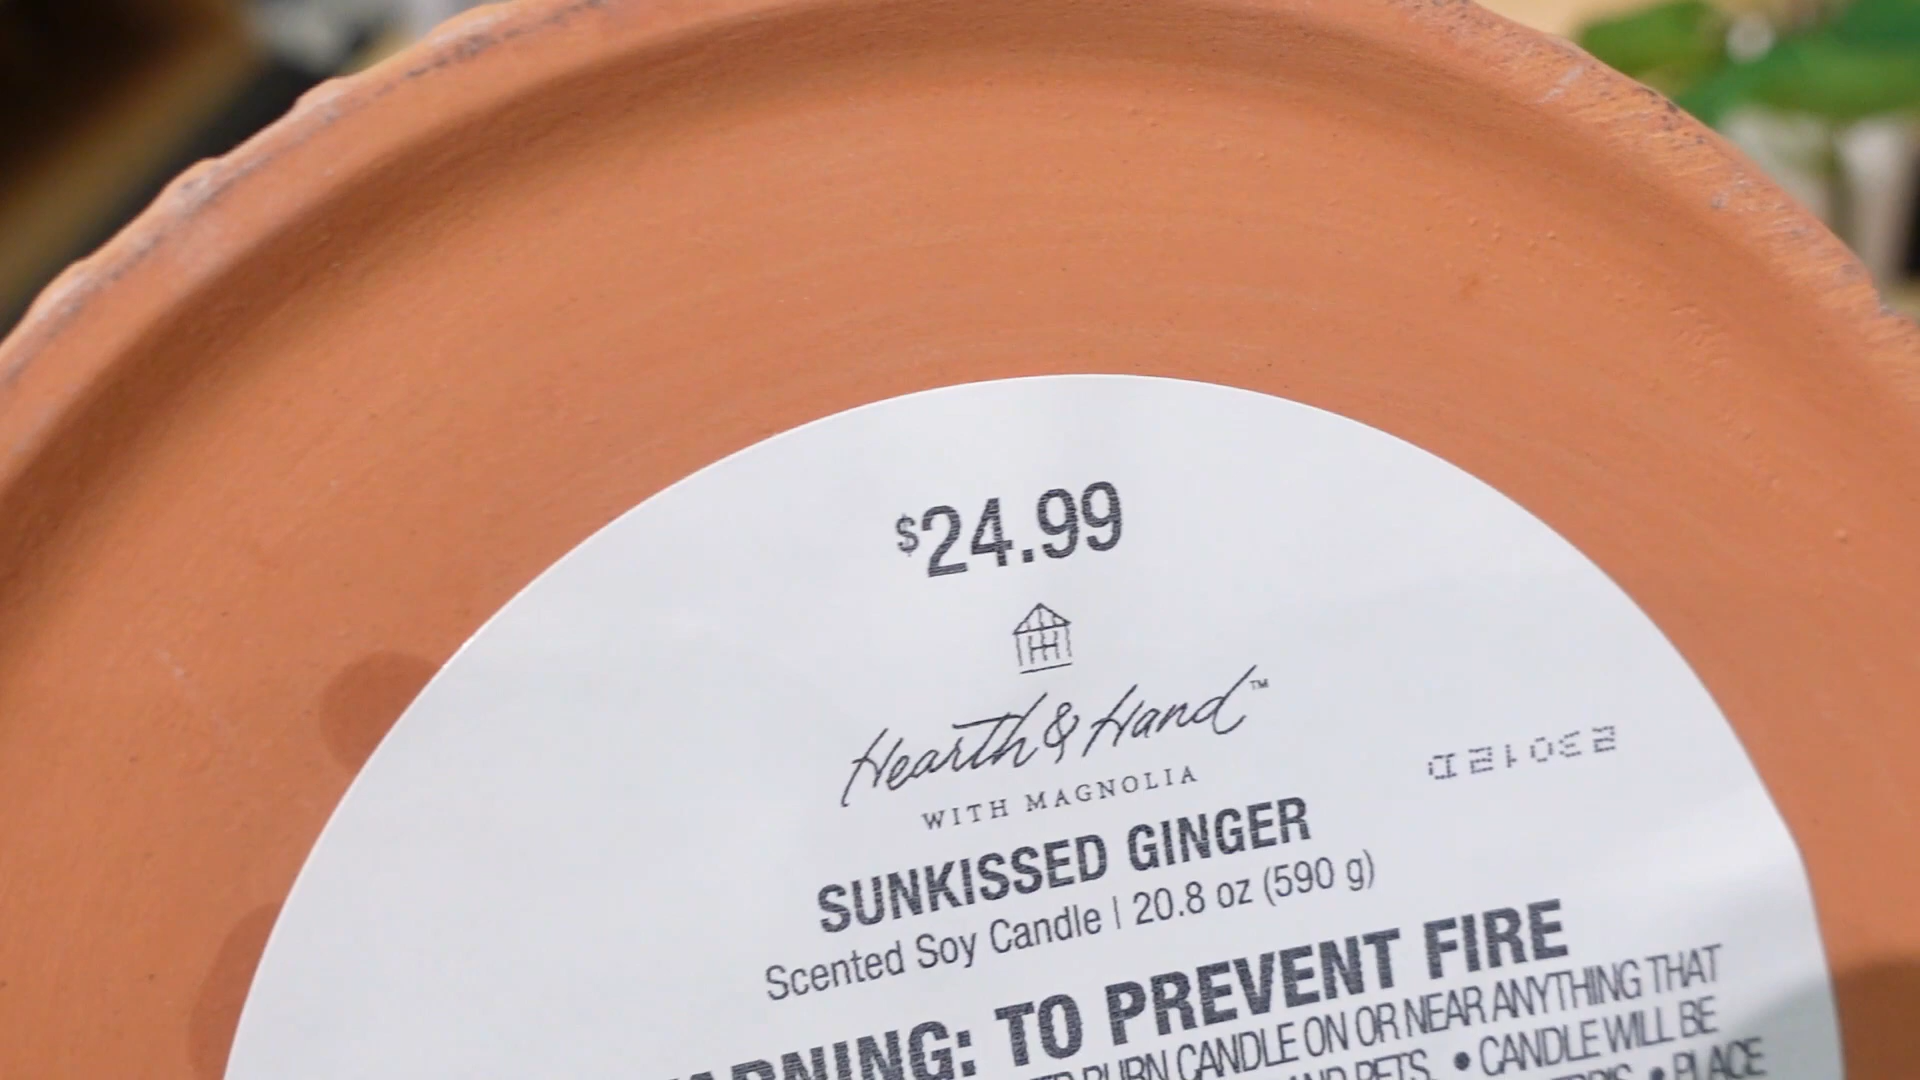 $24.99
Hearth & Hand™
WITH MAGNOLIA
SUNKISSED GINGER
Scented Soy Candle | 20.8 oz (590 g)
TO PREVENT FIRE
BURN CANDLE ON OR NEAR ANYTHING THAT
PETS. • CANDLE WILL BE
• PLACE